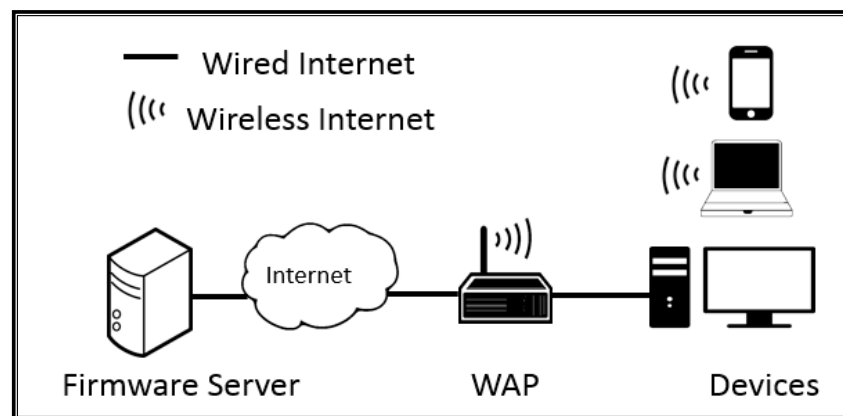 Wired Internet
Wireless Internet
Internet
Firmware Server
WAP
Devices